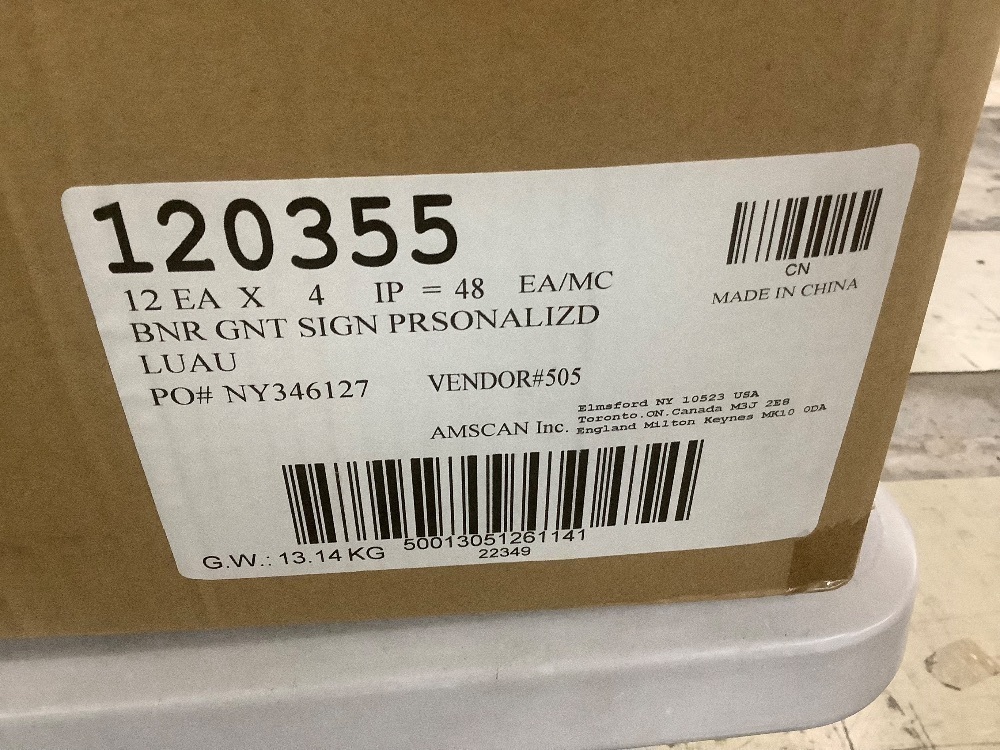 120355
12 EA X 4 IP = 48 EA/MC
BNR GNT SIGN PRSONALIZD
LUAU
PO# NY346127 VENDOR#505
CN
MADE IN CHINA
AMSCAN Inc.
Elmsford NY 10523 USA
Toronto.ON.Canada M3J 2E8
England Milton Keynes MK10 0DA
50013051261141
G.W.: 13.14 KG
22349